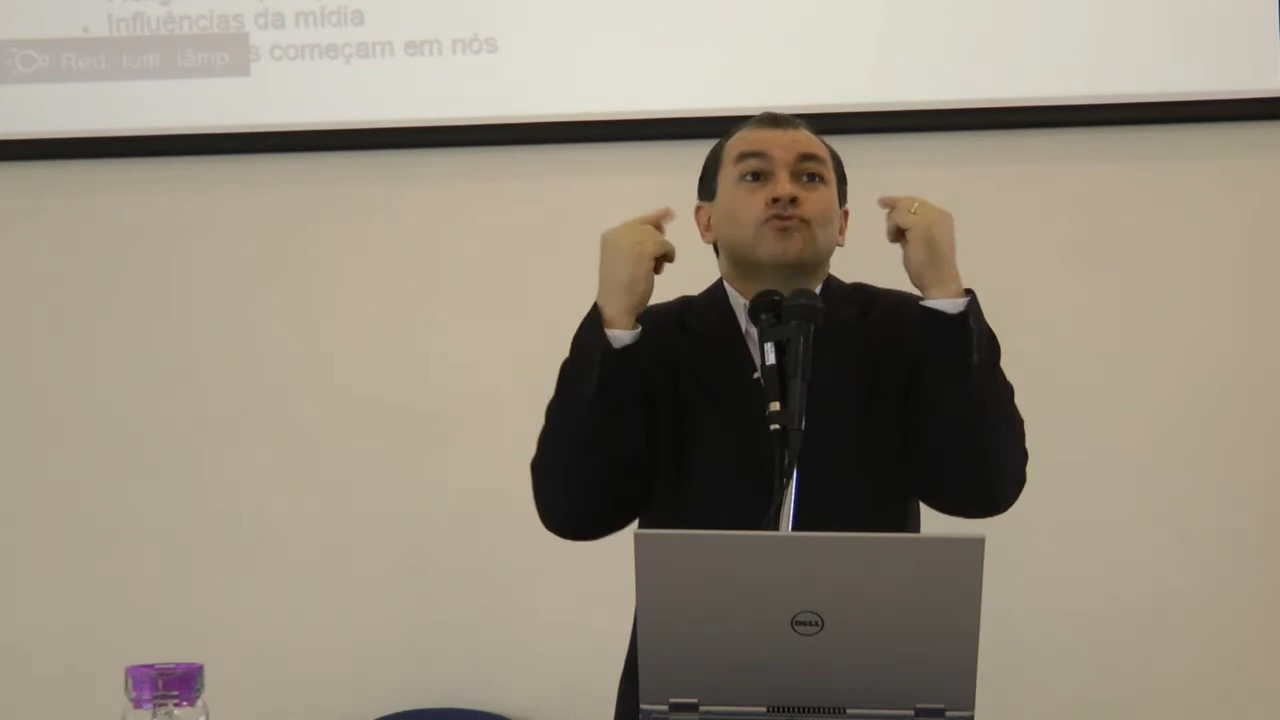 • Influências da mídia
s começam em nós
Red. lum. lâmp.
DELL